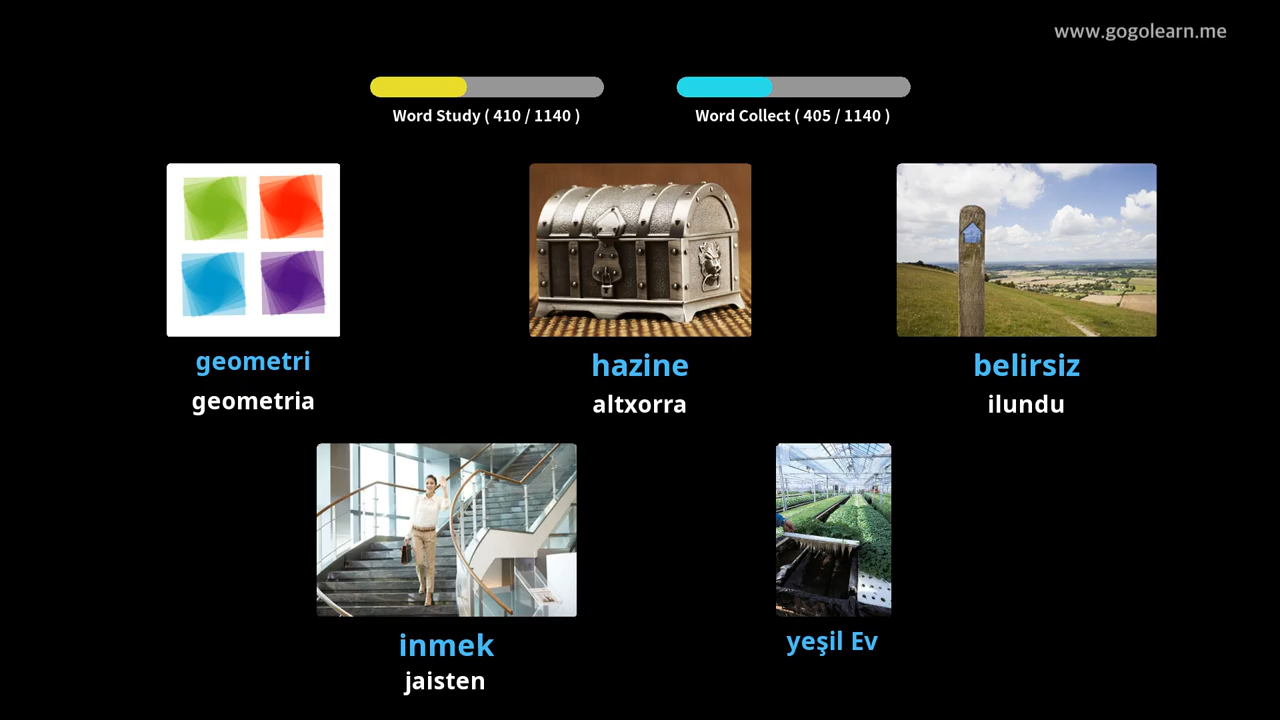 www.gogolearn.me
Word Study ( 410 / 1140 )
Word Collect ( 405 / 1140 )
geometri
geometria
hazine
altxorra
belirsiz
ilundu
inmek
jaisten
yeşil Ev